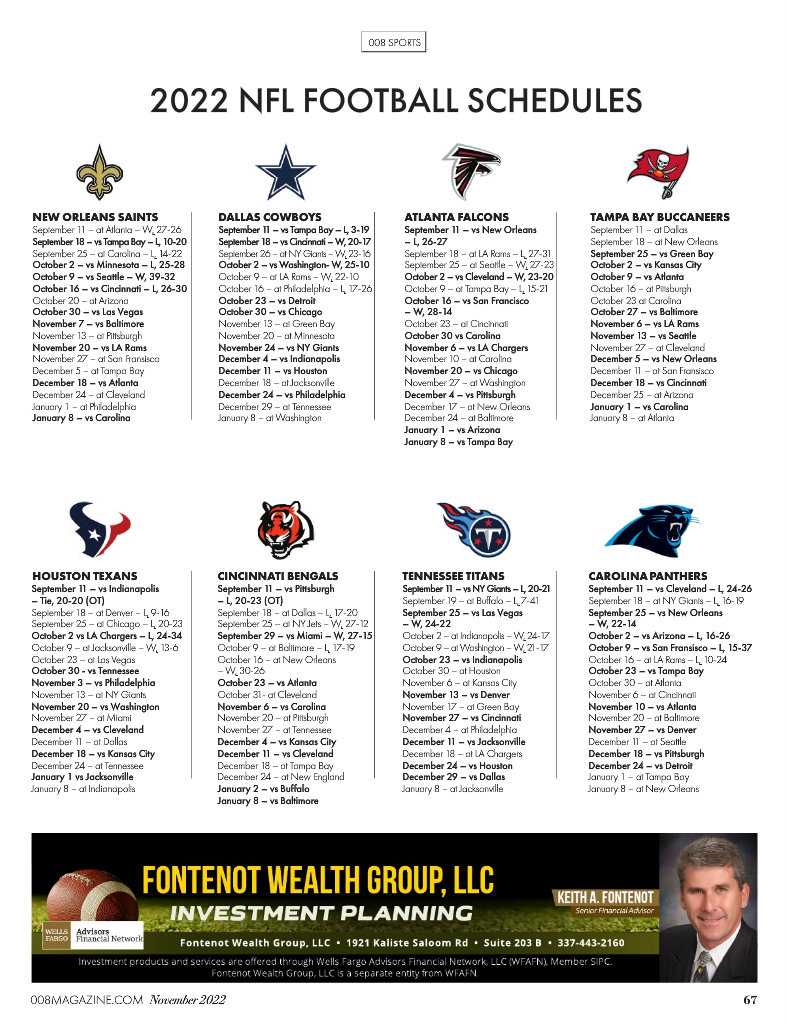 008 SPORTS
2022 NFL FOOTBALL SCHEDULES
NEW ORLEANS SAINTS
September 11 – at Atlanta – W, 27-26
September 18 – vs Tampa Bay – L, 10-20
September 25 – at Carolina – L, 14-22
October 2 – vs Minnesota – L, 25-28
October 9 – vs Seattle – W, 39-32
October 16 – vs Cincinnati – L, 26-30
October 20 – at Arizona
October 30 – vs Las Vegas
November 7 – vs Baltimore
November 13 – at Pittsburgh
November 20 – vs LA Rams
November 27 – at San Fransisco
December 5 – at Tampa Bay
December 18 – vs Atlanta
December 24 – at Cleveland
January 1 – at Philadelphia
January 8 – vs Carolina
DALLAS COWBOYS
September 11 – vs Tampa Bay – L, 3-19
September 18 – vs Cincinnati – W, 20-17
September 26 – at NY Giants – W, 23-16
October 2 – vs Washington- W, 25-10
October 9 – at LA Rams – W, 22-10
October 16 – at Philadelphia – L, 17-26
October 23 – vs Detroit
October 30 – vs Chicago
November 13 – at Green Bay
November 20 – at Minnesota
November 24 – vs NY Giants
December 4 – vs Indianapolis
December 11 – vs Houston
December 18 – at Jacksonville
December 24 – vs Philadelphia
December 29 – at Tennessee
January 8 – at Washington
ATLANTA FALCONS
September 11 – vs New Orleans
– L, 26-27
September 18 – at LA Rams – L, 27-31
September 25 – at Seattle – W, 27-23
October 2 – vs Cleveland – W, 23-20
October 9 – at Tampa Bay – L, 15-21
October 16 – vs San Francisco
– W, 28-14
October 23 – at Cincinnati
October 30 vs Carolina
November 6 – vs LA Chargers
November 10 – at Carolina
November 20 – vs Chicago
November 27 – at Washington
December 4 – vs Pittsburgh
December 17 – at New Orleans
December 24 – at Baltimore
January 1 – vs Arizona
January 8 – vs Tampa Bay
TAMPA BAY BUCCANEERS
September 11 – at Dallas
September 18 – at New Orleans
September 25 – vs Green Bay
October 2 – vs Kansas City
October 9 – vs Atlanta
October 16 – at Pittsburgh
October 23 at Carolina
October 27 – vs Baltimore
November 6 – vs LA Rams
November 13 – vs Seattle
November 27 – at Cleveland
December 5 – vs New Orleans
December 11 – at San Fransisco
December 18 – vs Cincinnati
December 25 – at Arizona
January 1 – vs Carolina
January 8 – at Atlanta
HOUSTON TEXANS
September 11 – vs Indianapolis
– Tie, 20-20 (OT)
September 18 – at Denver – L, 9-16
September 25 – at Chicago – L, 20-23
October 2 vs LA Chargers – L, 24-34
October 9 – at Jacksonville – W, 13-6
October 23 – at Las Vegas
October 30 - vs Tennessee
November 3 – vs Philadelphia
November 13 – at NY Giants
November 20 – vs Washington
November 27 – at Miami
December 4 – vs Cleveland
December 11 – at Dallas
December 18 – vs Kansas City
December 24 – at Tennessee
January 1 vs Jacksonville
January 8 – at Indianapolis
CINCINNATI BENGALS
September 11 – vs Pittsburgh
– L, 20-23 (OT)
September 18 – at Dallas – L, 17-20
September 25 – at NY Jets – W, 27-12
September 29 – vs Miami – W, 27-15
October 9 – at Baltimore – L, 17-19
October 16 – at New Orleans
– W, 30-26
October 23 – vs Atlanta
October 31- at Cleveland
November 6 – vs Carolina
November 20 – at Pittsburgh
November 27 – at Tennessee
December 4 – vs Kansas City
December 11 – vs Cleveland
December 18 – at Tampa Bay
December 24 – at New England
January 2 – vs Buffalo
January 8 – vs Baltimore
TENNESSEE TITANS
September 11 – vs NY Giants – L, 20-21
September 19 – at Buffalo – L, 7-41
September 25 – vs Las Vegas
– W, 24-22
October 2 – at Indianapolis – W, 24-17
October 9 – at Washington – W, 21-17
October 23 – vs Indianapolis
October 30 – at Houston
November 6 – at Kansas City
November 13 – vs Denver
November 17 – at Green Bay
November 27 – vs Cincinnati
December 4 – at Philadelphia
December 11 – vs Jacksonville
December 18 – at LA Chargers
December 24 – vs Houston
December 29 – vs Dallas
January 8 – at Jacksonville
CAROLINA PANTHERS
September 11 – vs Cleveland – L, 24-26
September 18 – at NY Giants – L, 16-19
September 25 – vs New Orleans
– W, 22-14
October 2 – vs Arizona – L, 16-26
October 9 – vs San Fransisco – L, 15-37
October 16 – at LA Rams – L, 10-24
October 23 – vs Tampa Bay
October 30 – at Atlanta
November 6 – at Cincinnati
November 10 – vs Atlanta
November 20 – at Baltimore
November 27 – vs Denver
December 11 – at Seattle
December 18 – vs Pittsburgh
December 24 – vs Detroit
January 1 – at Tampa Bay
January 8 – at New Orleans
FONTENOT WEALTH GROUP, LLC
INVESTMENT PLANNING
KEITH A. FONTENOT
Senior Financial Advisor
WELLS FARGO
Advisors Financial Network
Fontenot Wealth Group, LLC • 1921 Kaliste Saloom Rd • Suite 203 B • 337-443-2160
Investment products and services are offered through Wells Fargo Advisors Financial Network, LLC (WFAFN), Member SIPC.
Fontenot Wealth Group, LLC is a separate entity from WFAFN.
008MAGAZINE.COM November 2022
67